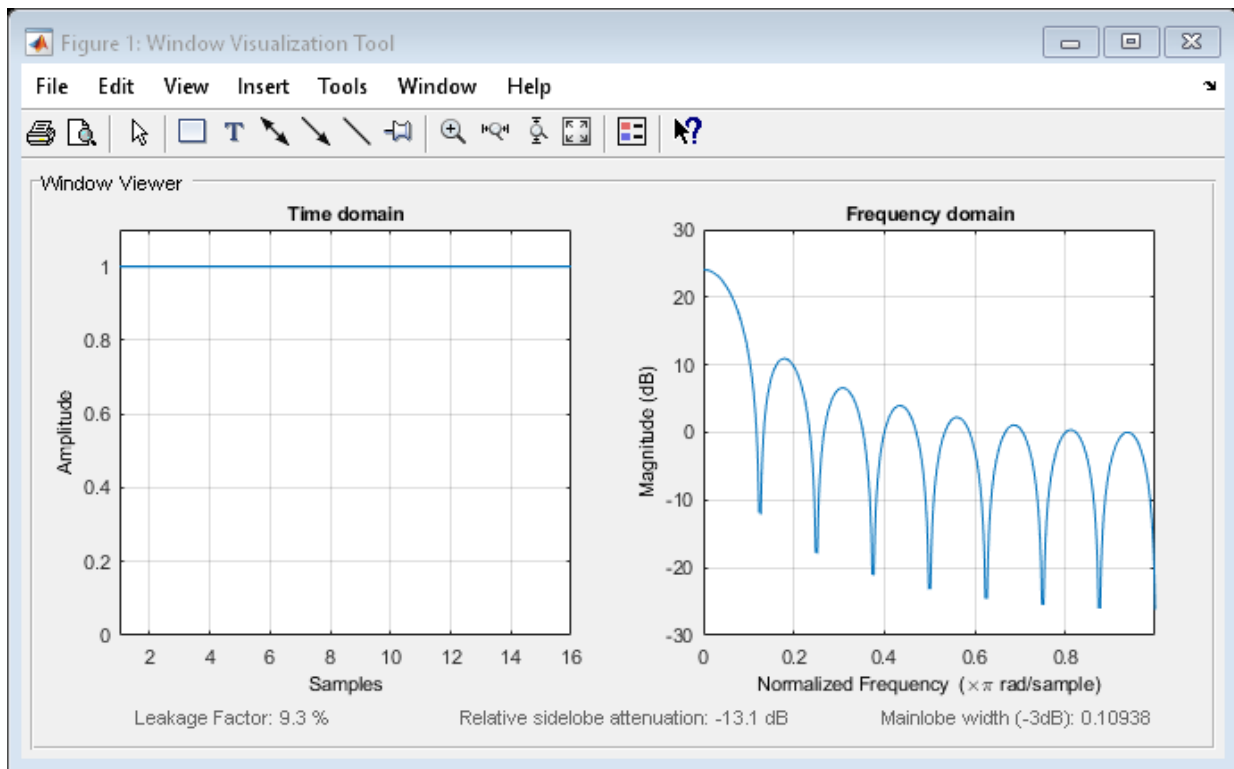 Figure 1: Window Visualization Tool
File Edit View Insert Tools Window Help
T
?
Window Viewer
Time domain
Amplitude
1
0.8
0.6
0.4
0.2
0
2 4 6 8 10 12 14 16
Samples
Frequency domain
Magnitude (dB)
30
20
10
0
-10
-20
-30
0 0.2 0.4 0.6 0.8
Normalized Frequency (×π rad/sample)
Leakage Factor: 9.3 % Relative sidelobe attenuation: -13.1 dB Mainlobe width (-3dB): 0.10938